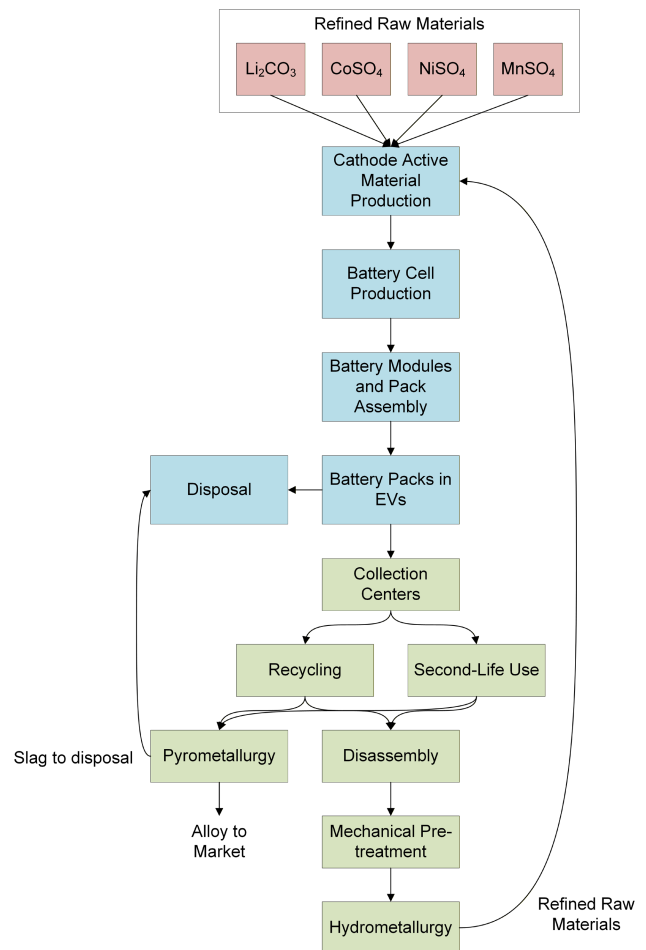 Refined Raw Materials
Li₂CO₃ CoSO₄ NiSO₄ MnSO₄
Cathode Active
Material
Production
Battery Cell
Production
Battery Modules
and Pack
Assembly
Disposal
Battery Packs in
EVs
Collection
Centers
Recycling
Second-Life Use
Slag to disposal
Pyrometallurgy
Disassembly
Alloy to
Market
Mechanical Pre-
treatment
Hydrometallurgy
Refined Raw
Materials